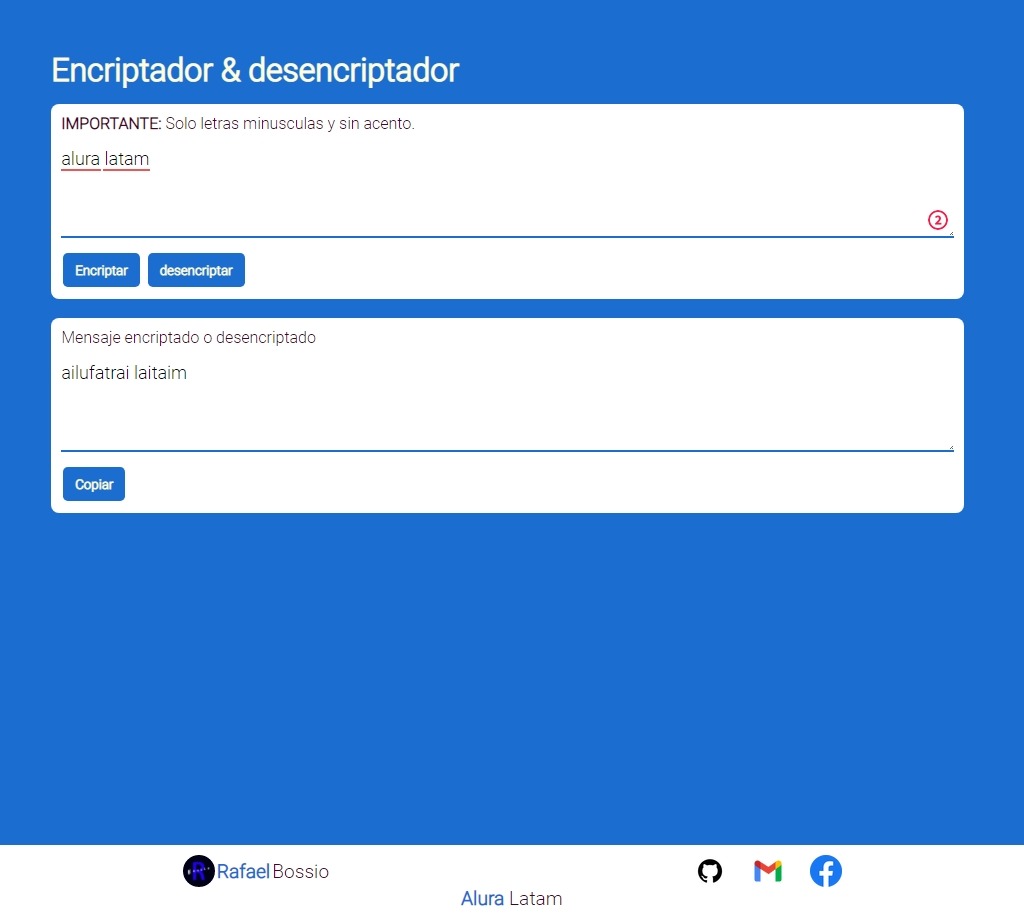 Encriptador & desencriptador
IMPORTANTE: Solo letras minusculas y sin acento.
alura latam
2
Encriptar desencriptar
Mensaje encriptado o desencriptado
ailufatrai laitaim
Copiar
Rafael Bossio
Alura Latam